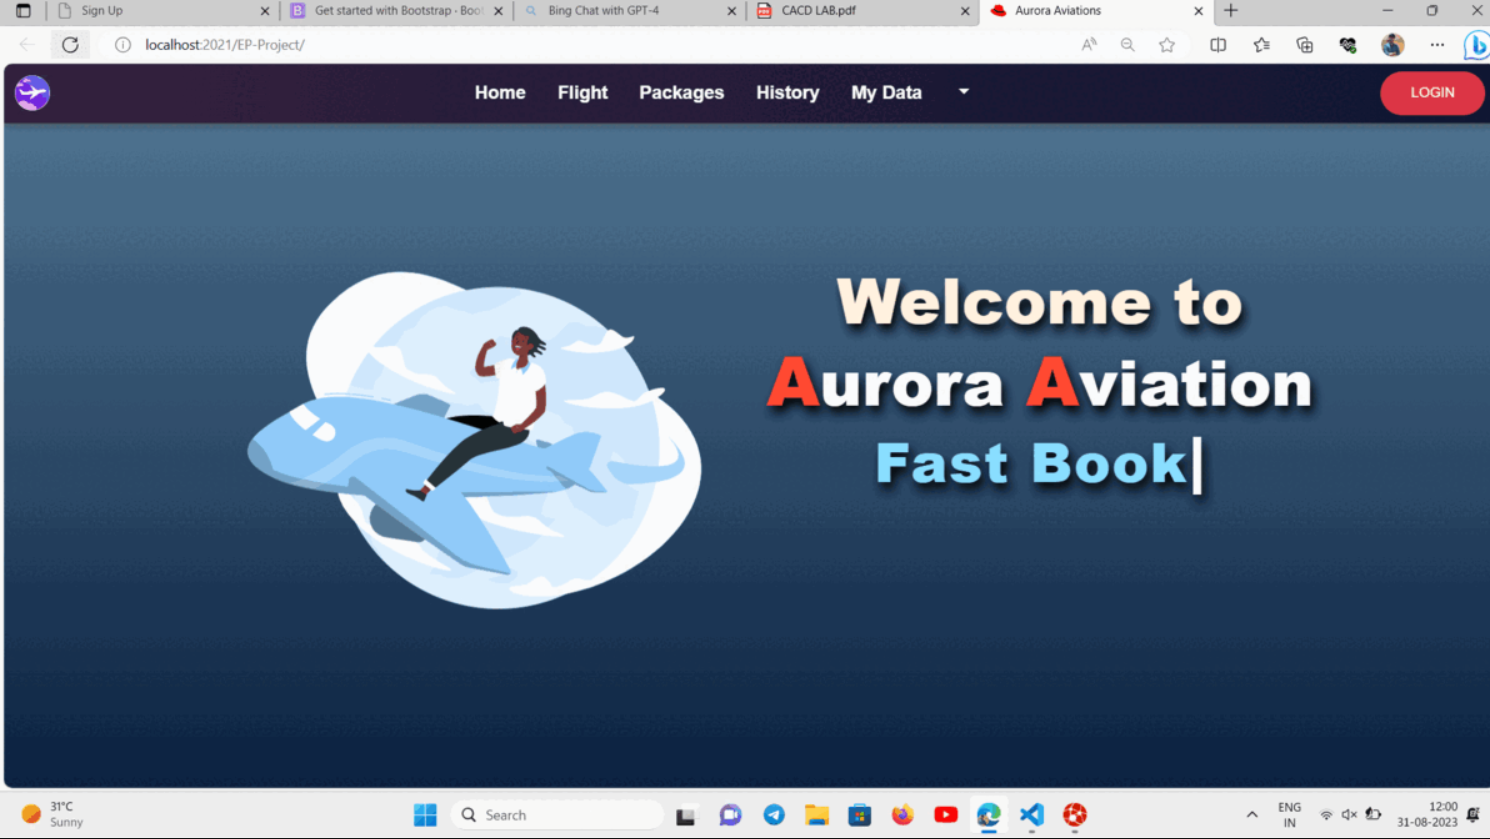 Sign Up
Get started with Bootstrap · Boot
Bing Chat with GPT-4
CACD LAB.pdf
Aurora Aviations
localhost:2021/EP-Project/
Home Flight Packages History My Data
LOGIN
Welcome to
Aurora Aviation
Fast Book
31°C
Sunny
Search
ENG
IN
12:00
31-08-2023